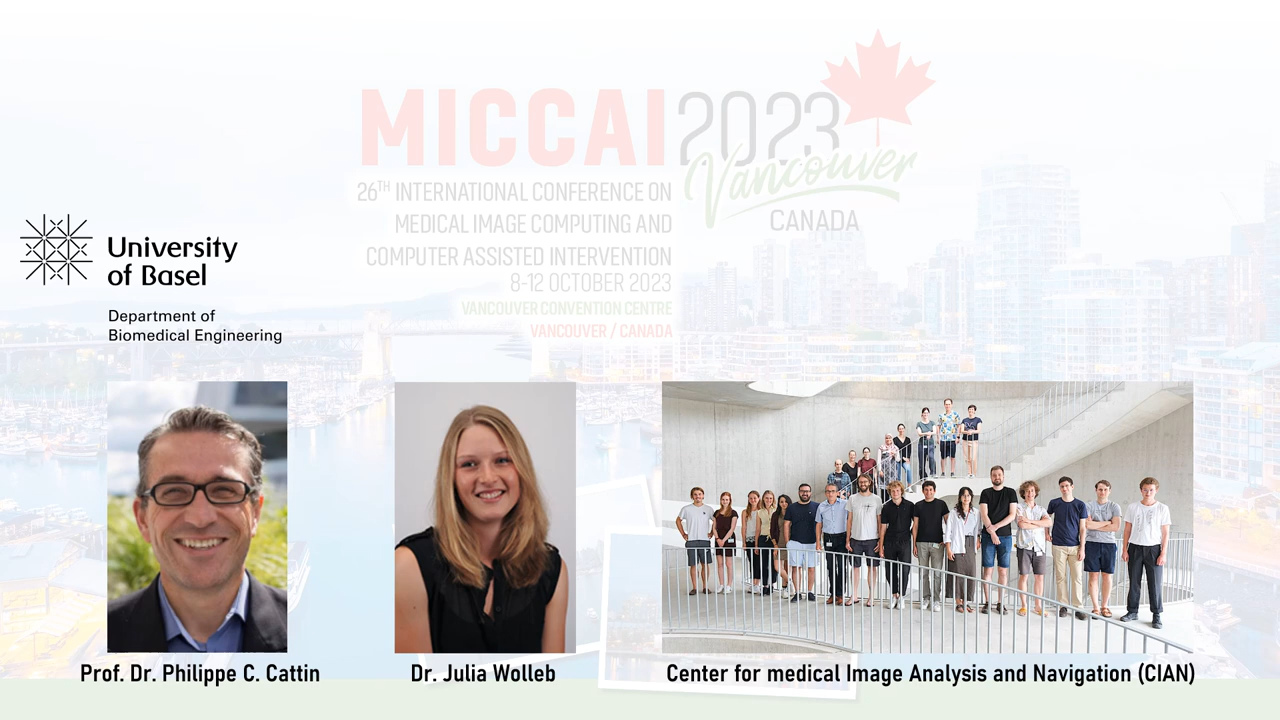 MICCAI 2023
Vancouver
CANADA
26TH INTERNATIONAL CONFERENCE ON
MEDICAL IMAGE COMPUTING AND
COMPUTER ASSISTED INTERVENTION
8-12 OCTOBER 2023
VANCOUVER CONVENTION CENTRE
VANCOUVER / CANADA
University
of Basel
Department of
Biomedical Engineering
Prof. Dr. Philippe C. Cattin
Dr. Julia Wolleb
Center for medical Image Analysis and Navigation (CIAN)